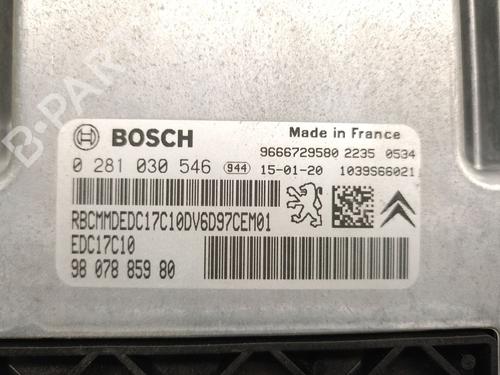 BOSCH
Made in France
0 281 030 546 944
9666729580 2235 0534
15-01-20 1039S66021
RBCMMDEDC17C10DV6D97CEM01
EDC17C10
98 078 859 80
B-PARTS